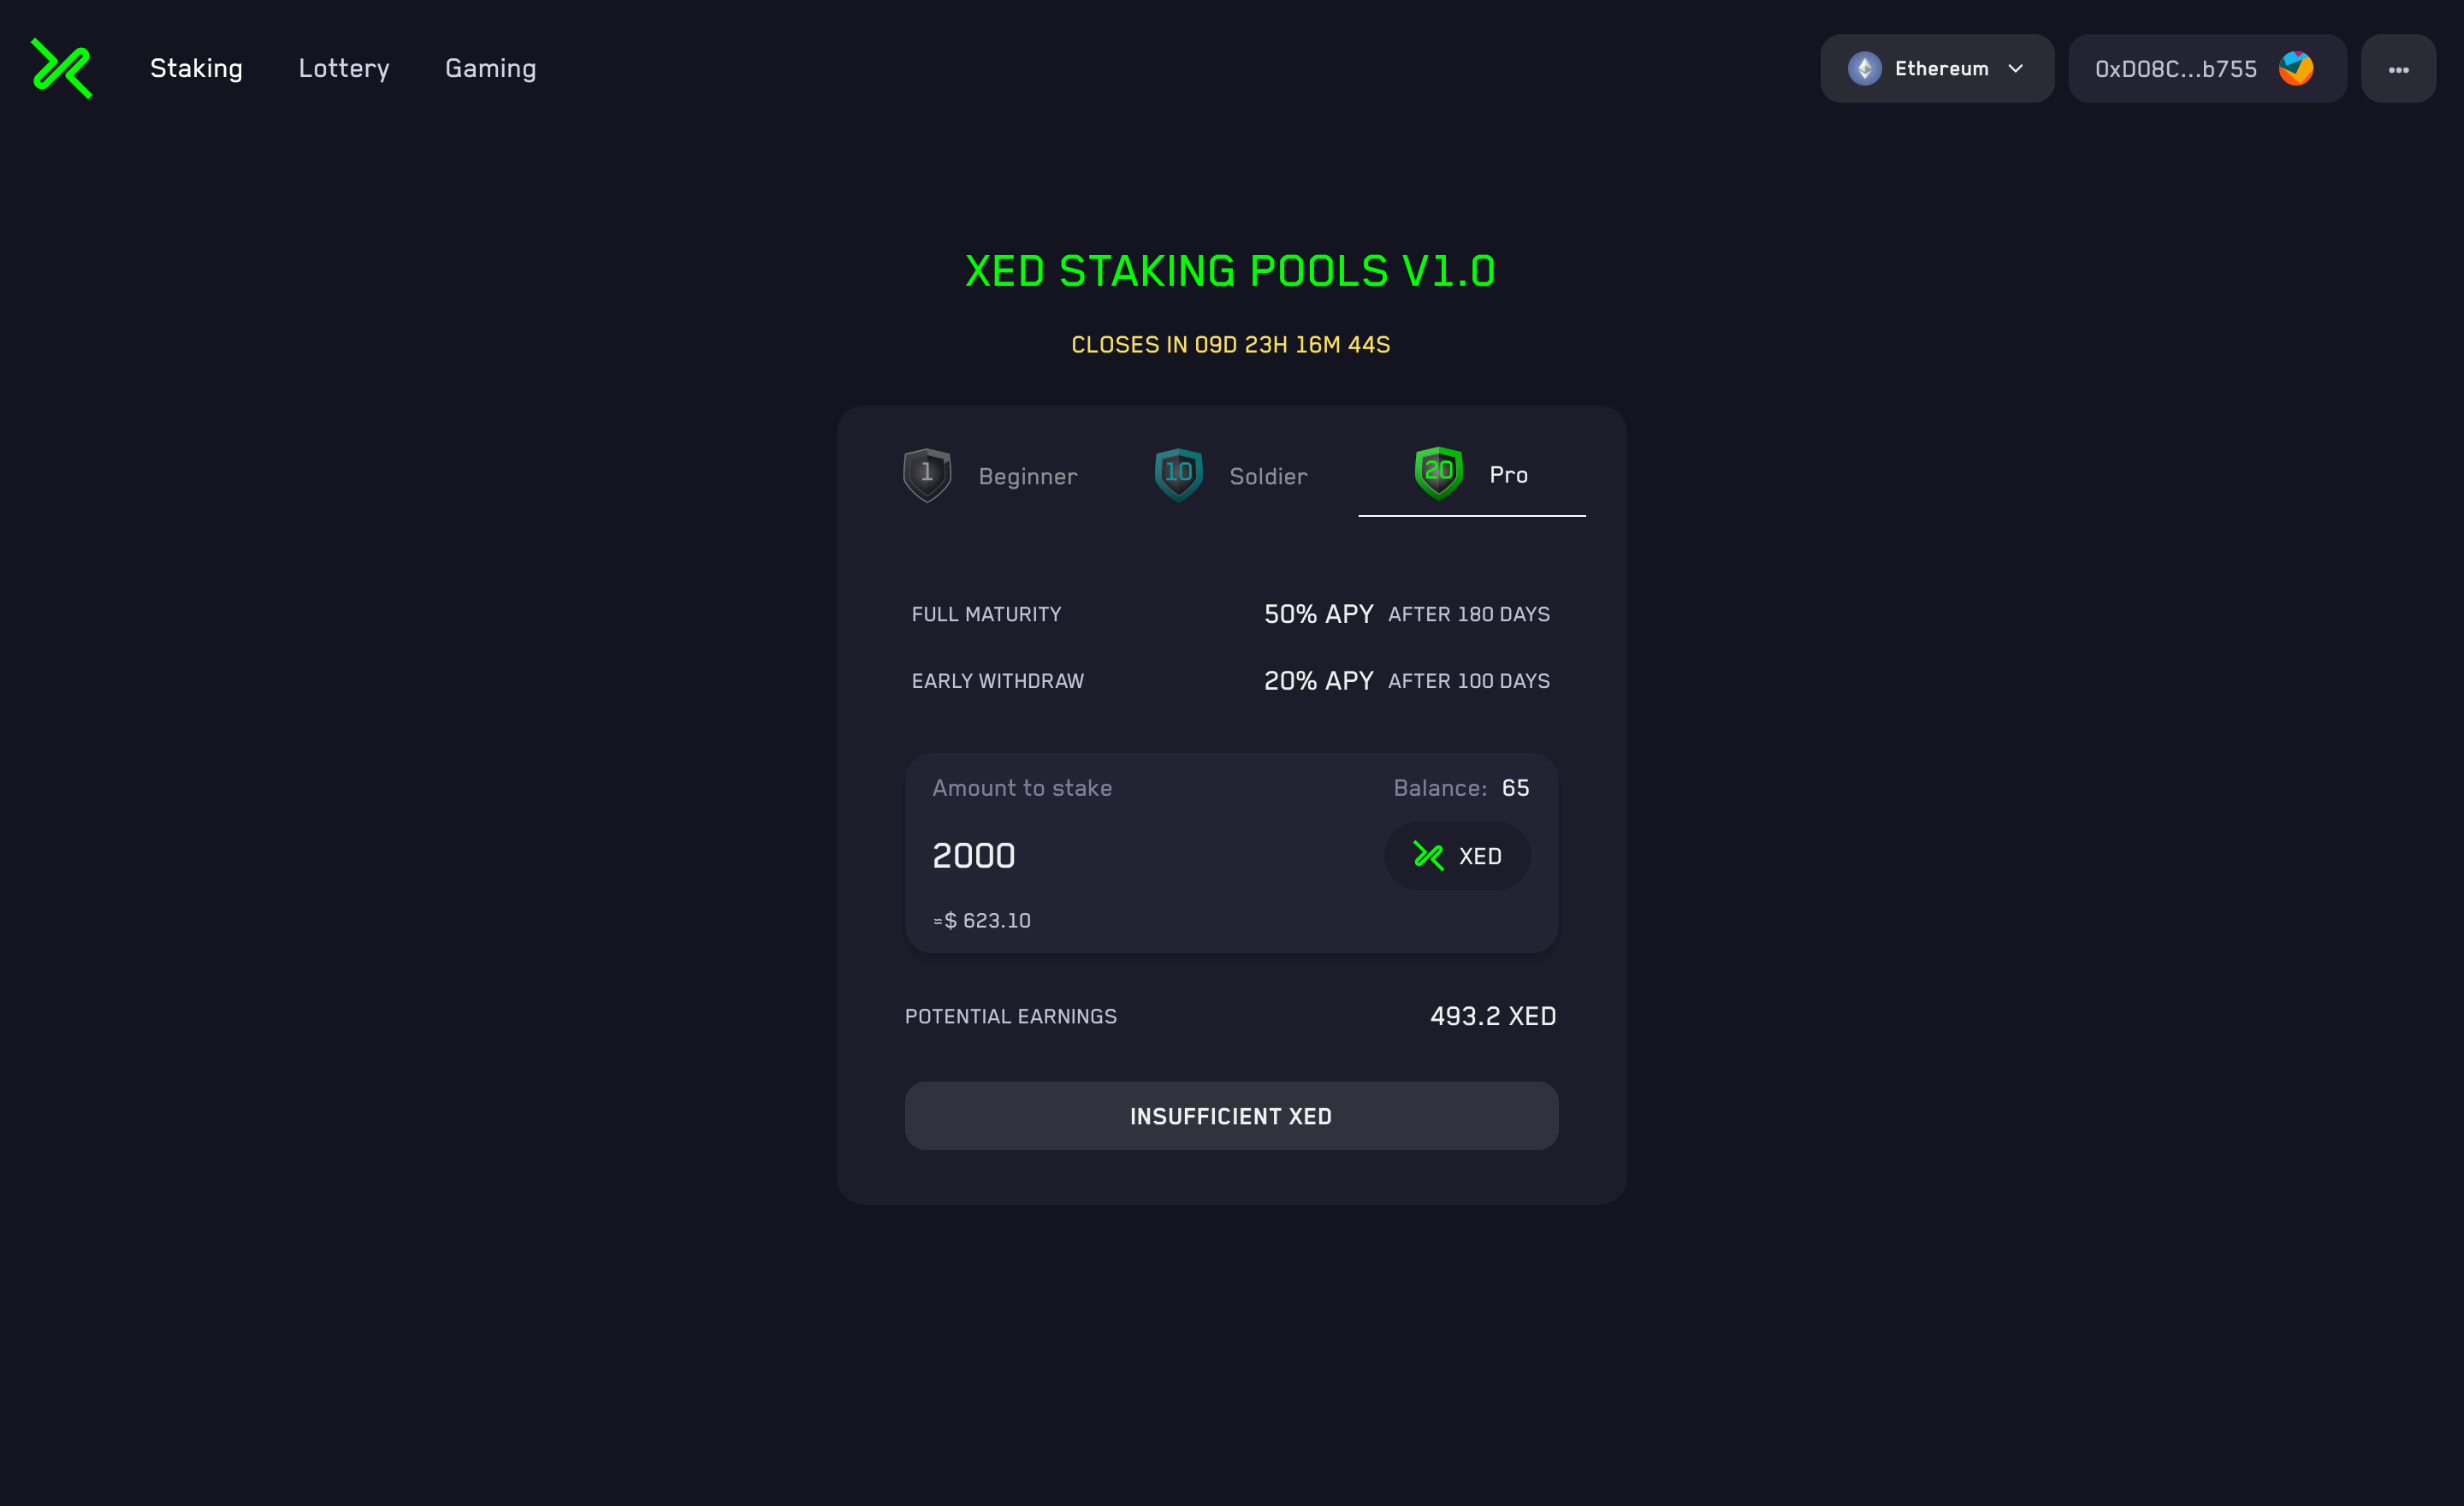 Staking Lottery Gaming Ethereum 0xD08C...b755
XED STAKING POOLS V1.0
CLOSES IN 09D 23H 16M 44S
1 Beginner 10 Soldier 20 Pro
FULL MATURITY 50% APY AFTER 180 DAYS
EARLY WITHDRAW 20% APY AFTER 100 DAYS
Amount to stake Balance: 65
2000 XED
≈$ 623.10
POTENTIAL EARNINGS 493.2 XED
INSUFFICIENT XED